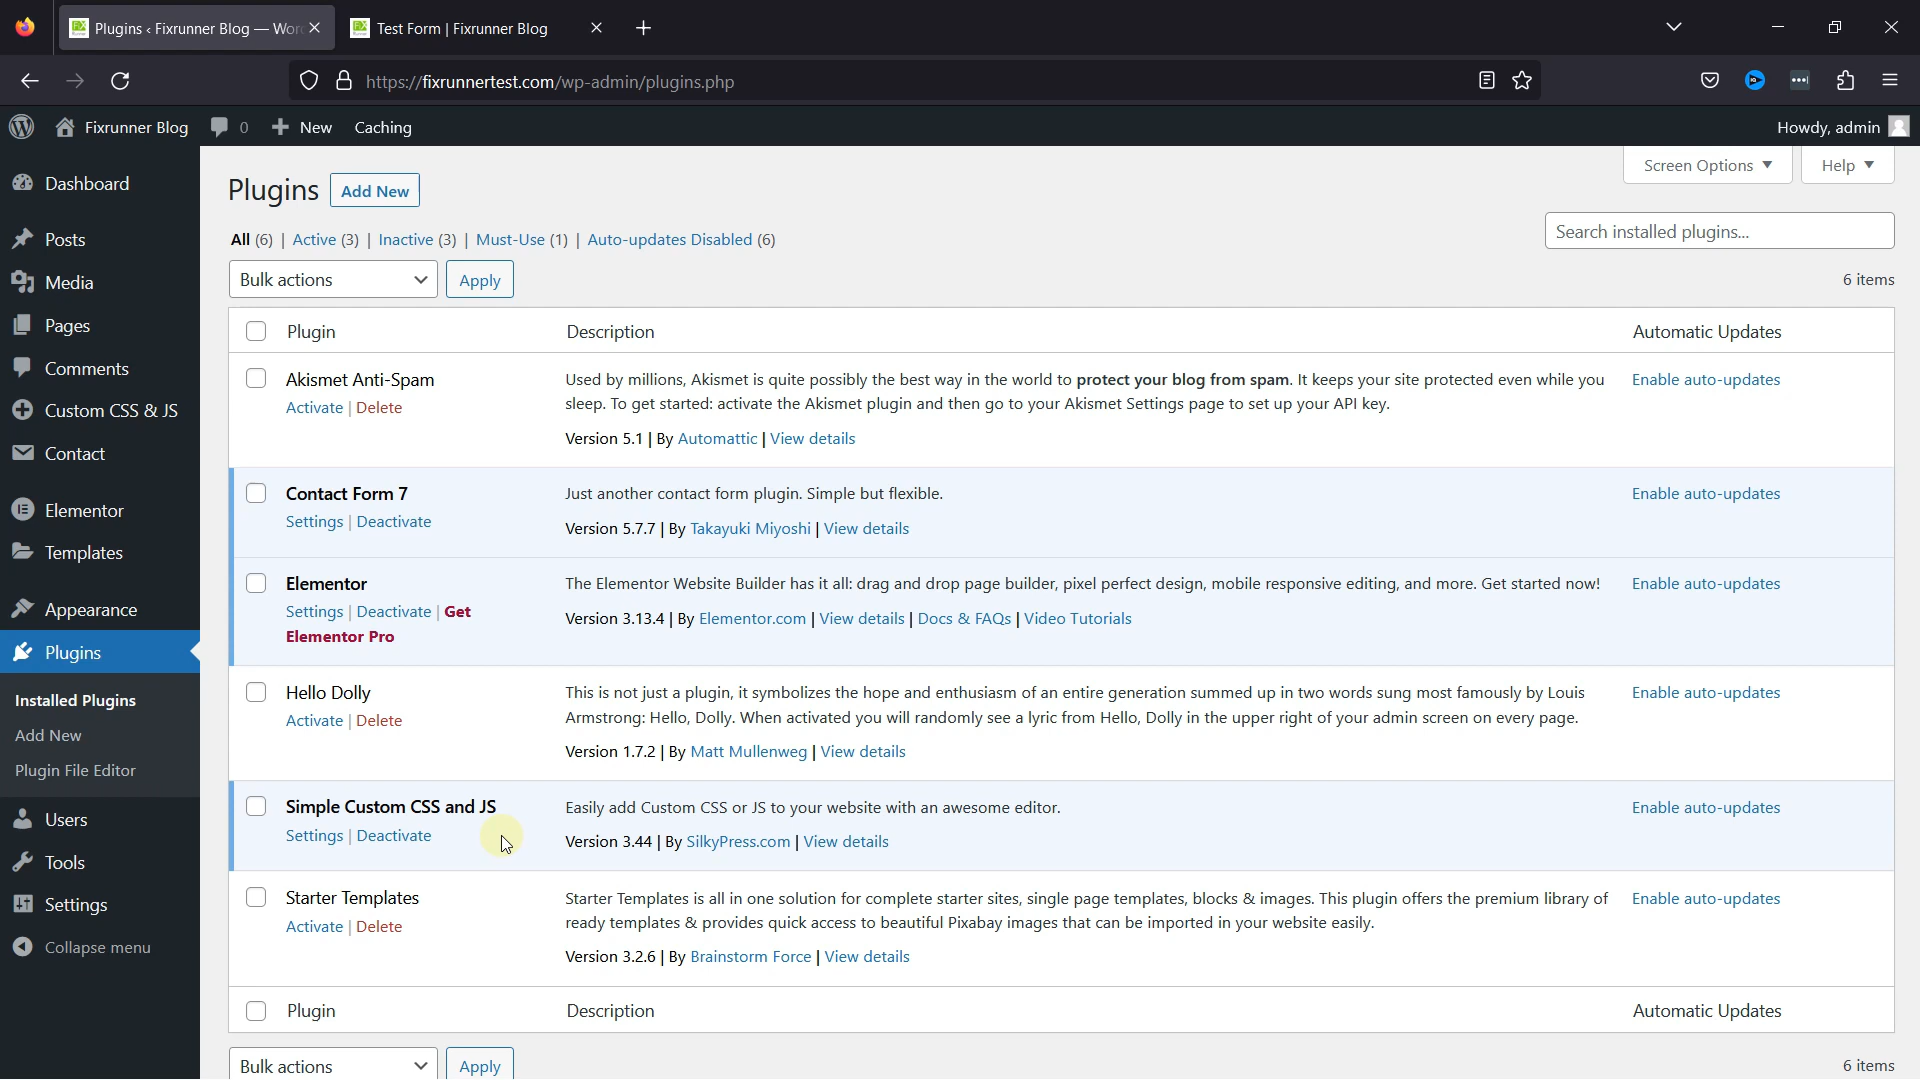 Plugins ‹ Fixrunner Blog — Wor
Test Form | Fixrunner Blog
https://fixrunnertest.com/wp-admin/plugins.php
Fixrunner Blog 0 New Caching Howdy, admin
Screen Options Help
Dashboard
Posts
Media
Pages
Comments
Custom CSS & JS
Contact
Elementor
Templates
Appearance
Plugins
Installed Plugins
Add New
Plugin File Editor
Users
Tools
Settings
Collapse menu
Plugins Add New
All (6) | Active (3) | Inactive (3) | Must-Use (1) | Auto-updates Disabled (6)
Search installed plugins...
Bulk actions Apply 6 items
Plugin Description Automatic Updates
Akismet Anti-Spam
Activate | Delete
Used by millions, Akismet is quite possibly the best way in the world to protect your blog from spam. It keeps your site protected even while you
sleep. To get started: activate the Akismet plugin and then go to your Akismet Settings page to set up your API key.
Version 5.1 | By Automattic | View details
Enable auto-updates
Contact Form 7
Settings | Deactivate
Just another contact form plugin. Simple but flexible.
Version 5.7.7 | By Takayuki Miyoshi | View details
Enable auto-updates
Elementor
Settings | Deactivate | Get
Elementor Pro
The Elementor Website Builder has it all: drag and drop page builder, pixel perfect design, mobile responsive editing, and more. Get started now!
Version 3.13.4 | By Elementor.com | View details | Docs & FAQs | Video Tutorials
Enable auto-updates
Hello Dolly
Activate | Delete
This is not just a plugin, it symbolizes the hope and enthusiasm of an entire generation summed up in two words sung most famously by Louis
Armstrong: Hello, Dolly. When activated you will randomly see a lyric from Hello, Dolly in the upper right of your admin screen on every page.
Version 1.7.2 | By Matt Mullenweg | View details
Enable auto-updates
Simple Custom CSS and JS
Settings | Deactivate
Easily add Custom CSS or JS to your website with an awesome editor.
Version 3.44 | By SilkyPress.com | View details
Enable auto-updates
Starter Templates
Activate | Delete
Starter Templates is all in one solution for complete starter sites, single page templates, blocks & images. This plugin offers the premium library of
ready templates & provides quick access to beautiful Pixabay images that can be imported in your website easily.
Version 3.2.6 | By Brainstorm Force | View details
Enable auto-updates
Plugin Description Automatic Updates
Bulk actions Apply 6 items